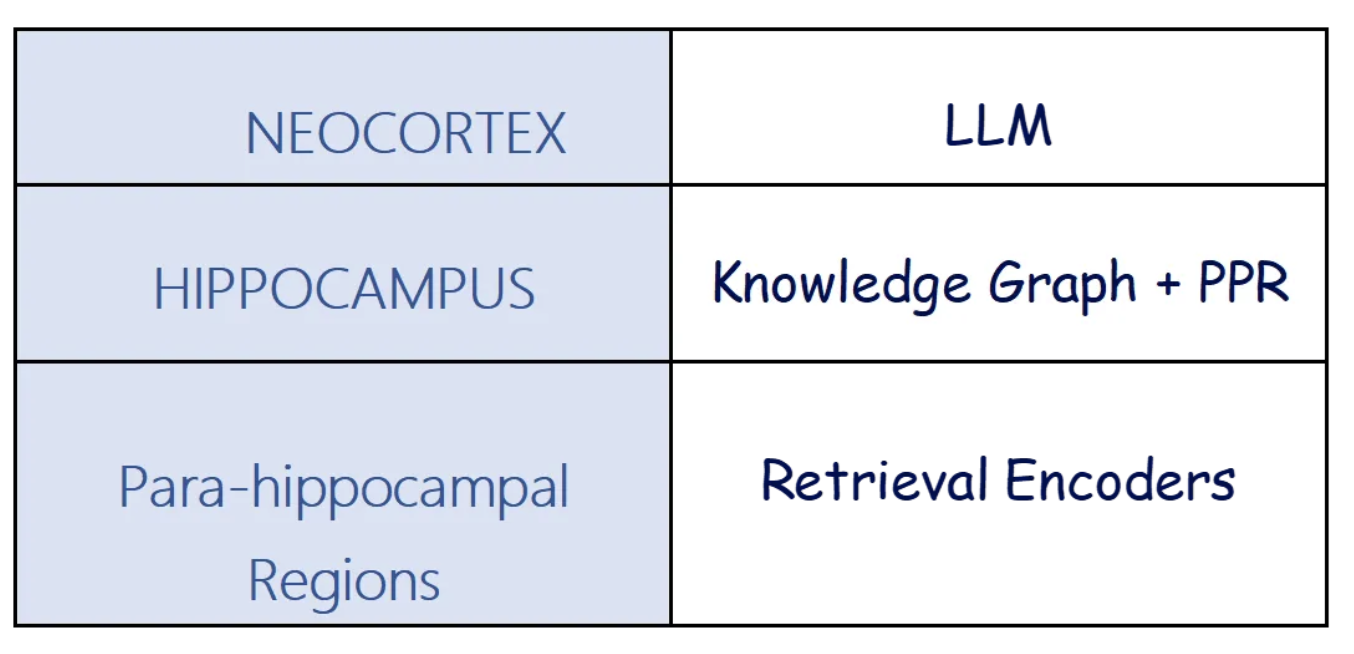 NEOCORTEX
LLM
HIPPOCAMPUS
Knowledge Graph + PPR
Para-hippocampal
Regions
Retrieval Encoders